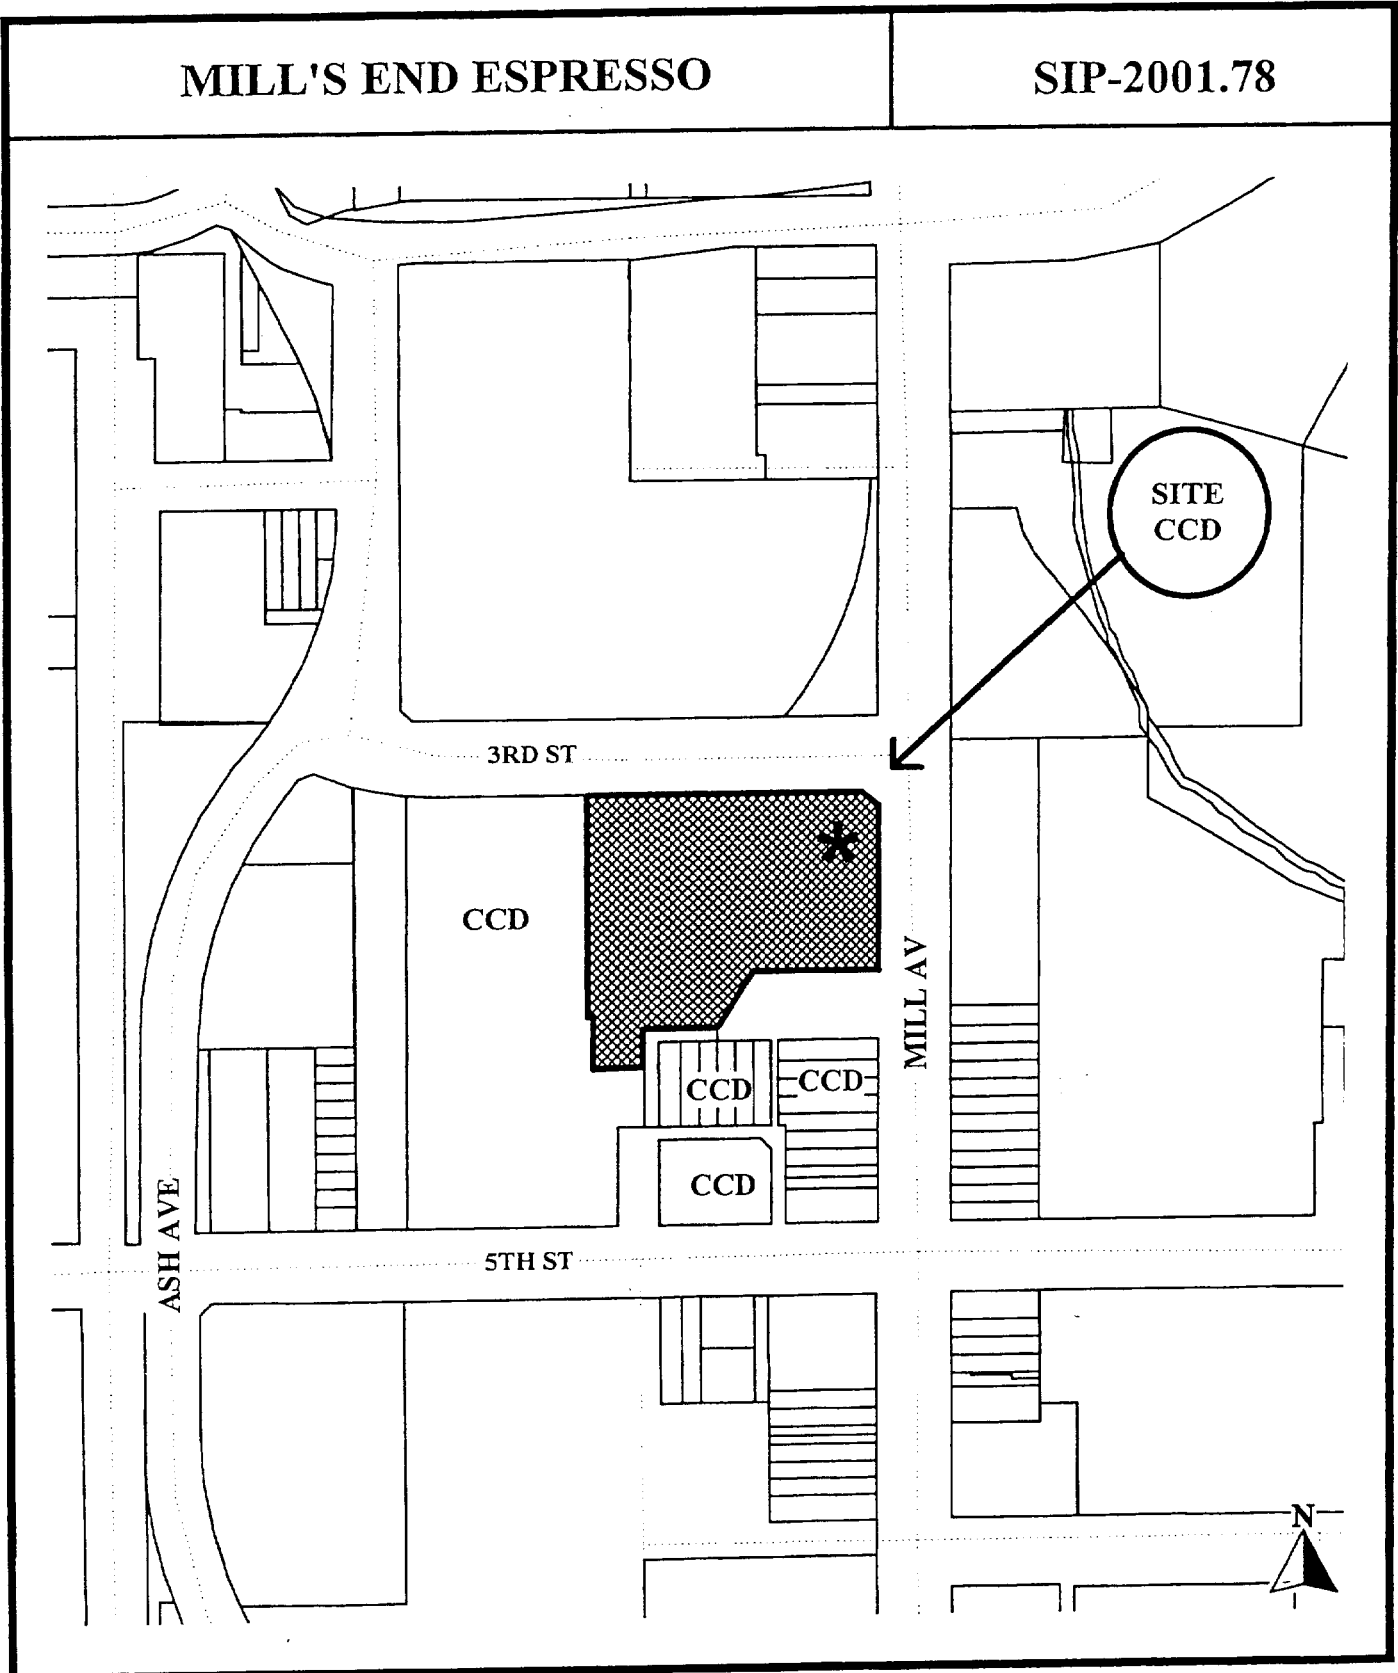 MILL'S END ESPRESSO
SIP-2001.78
SITE
CCD
3RD ST
*
CCD
MILL AV
CCD
CCD
CCD
ASH AVE
5TH ST
N